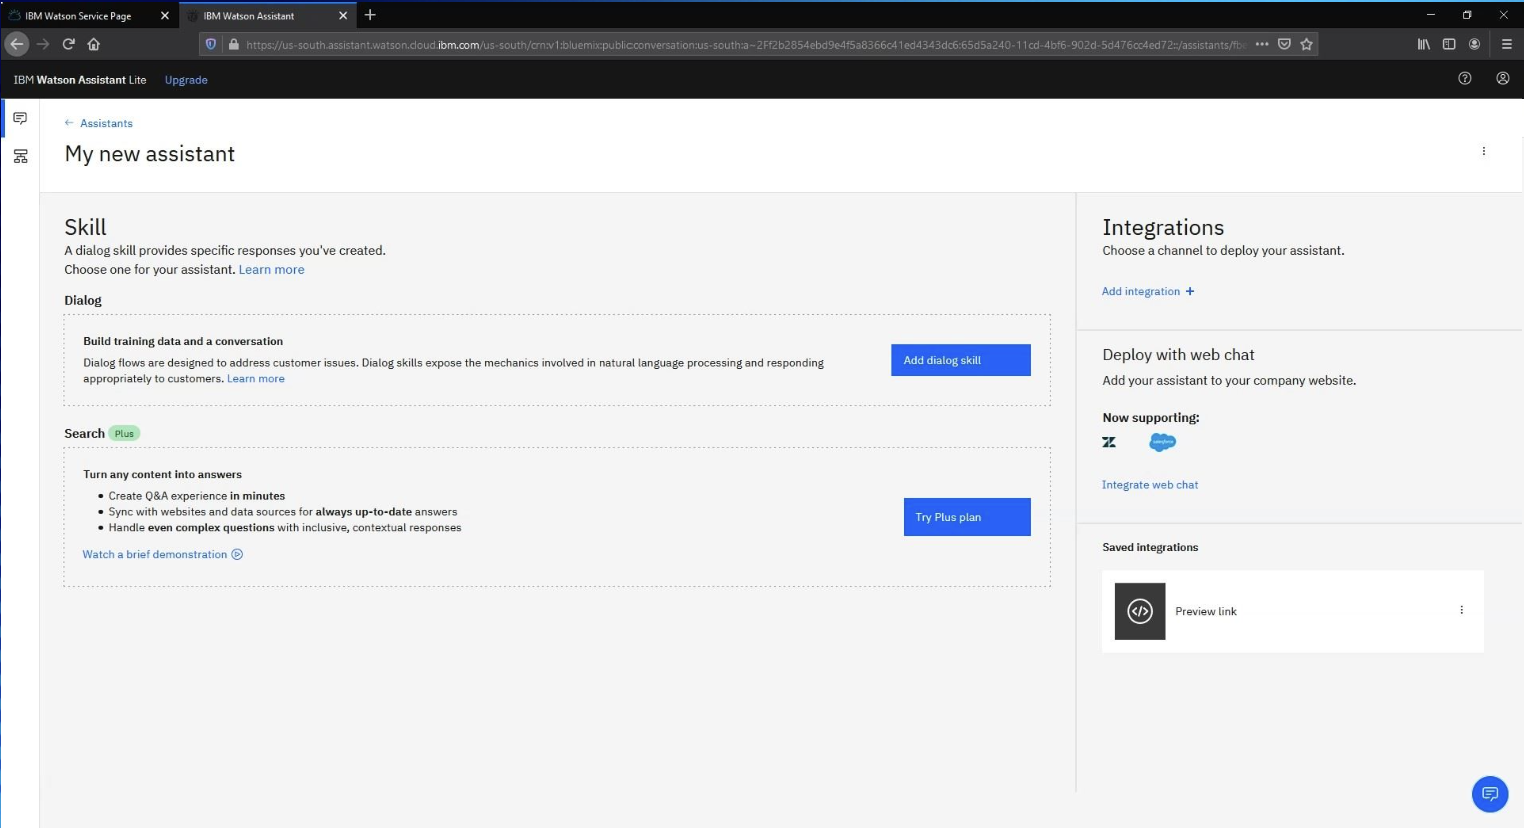 IBM Watson Service Page
IBM Watson Assistant
https://us-south.assistant.watson.cloud.ibm.com/us-south/crn:v1:bluemix:public:conversation:us-south:a~2Ff2b2854ebd9e4f5a8366c41ed4343dc6:65d5a240-11cd-4bf6-902d-5d476cc4ed72::/assistants/fb
IBM Watson Assistant Lite Upgrade
← Assistants
My new assistant
Skill
A dialog skill provides specific responses you've created.
Choose one for your assistant. Learn more
Dialog
Build training data and a conversation
Dialog flows are designed to address customer issues. Dialog skills expose the mechanics involved in natural language processing and responding
appropriately to customers. Learn more
Add dialog skill
Search Plus
Turn any content into answers
• Create Q&A experience in minutes
• Sync with websites and data sources for always up-to-date answers
• Handle even complex questions with inclusive, contextual responses
Watch a brief demonstration
Try Plus plan
Integrations
Choose a channel to deploy your assistant.
Add integration +
Deploy with web chat
Add your assistant to your company website.
Now supporting:
salesforce
Integrate web chat
Saved integrations
Preview link